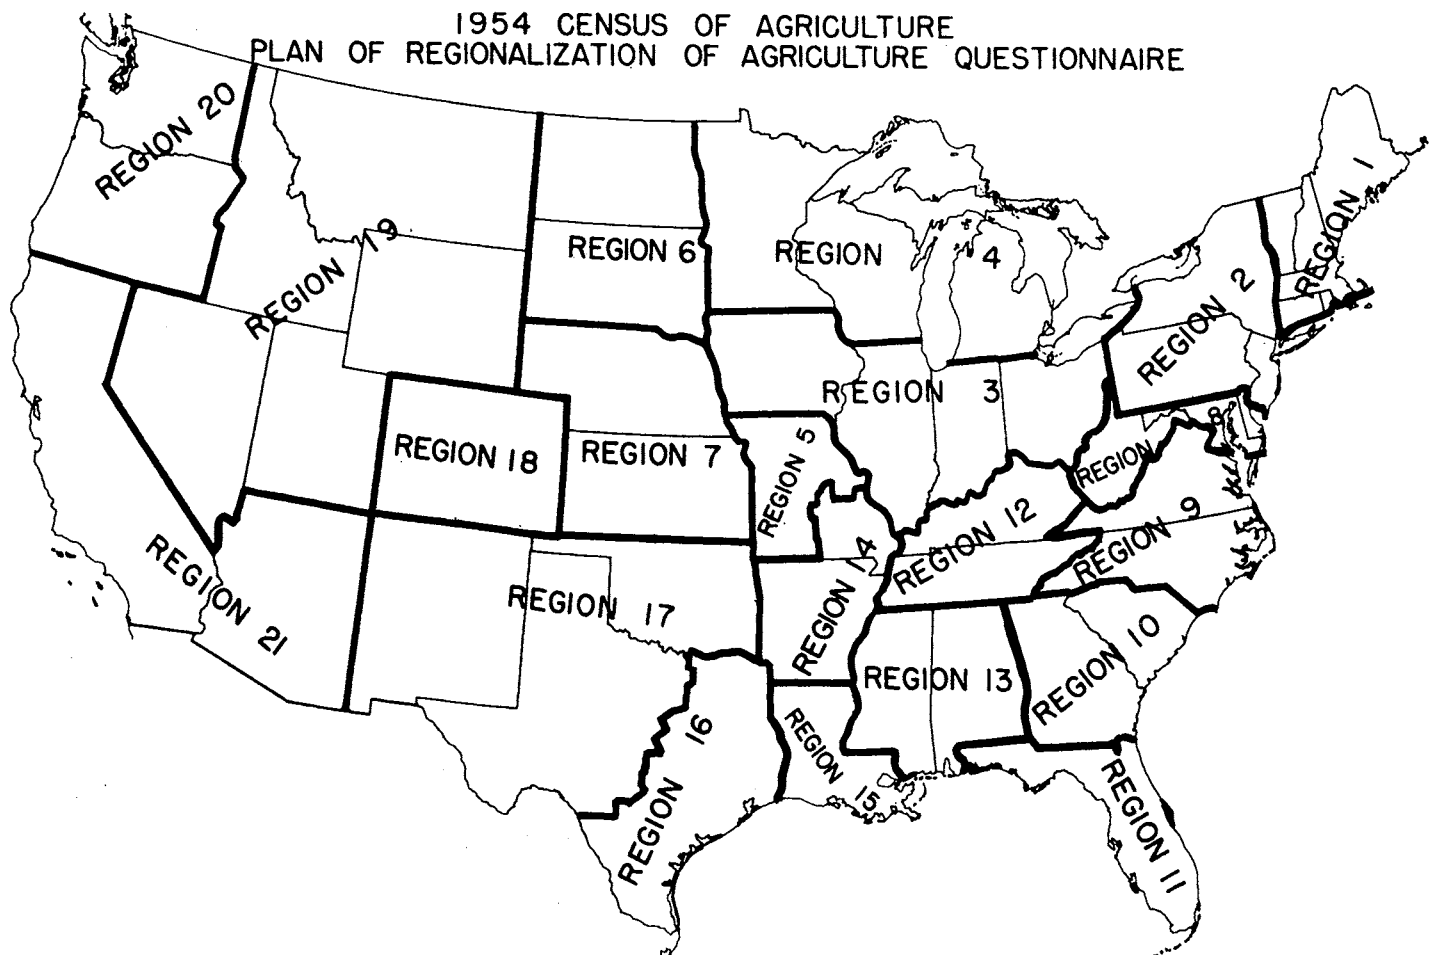 1954 CENSUS OF AGRICULTURE
PLAN OF REGIONALIZATION OF AGRICULTURE QUESTIONNAIRE
REGION 20
REGION 19
REGION 6
REGION 4
REGION 1
REGION 2
REGION 3
REGION 18
REGION 7
REGION 5
REGION 8
REGION 9
REGION 12
REGION 14
REGION 21
REGION 17
REGION 13
REGION 10
REGION 16
REGION 15
REGION 11